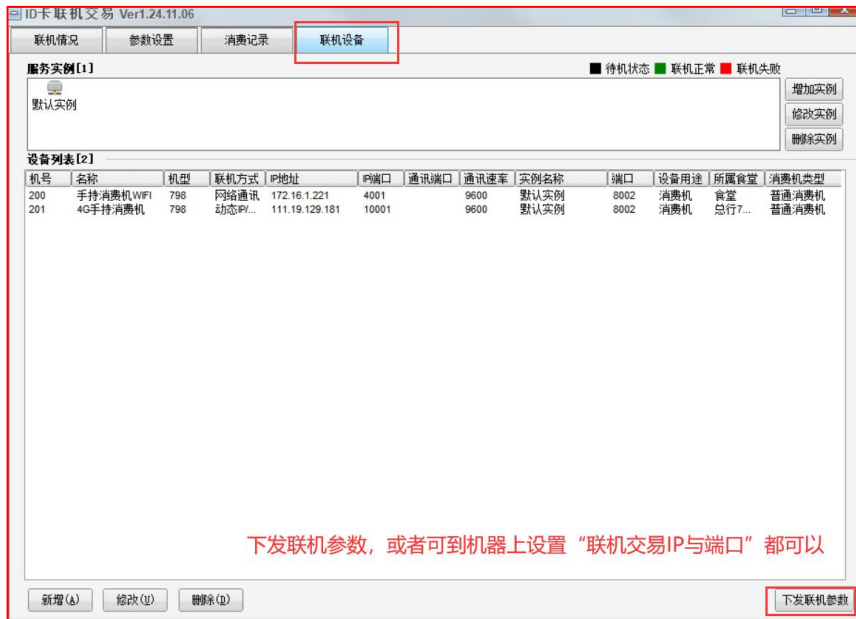 ID卡联机交易 Ver1.24.11.06
联机情况 参数设置 消费记录 联机设备
服务实例[1] 待机状态 联机正常 联机失败
默认实例
增加实例
修改实例
删除实例
设备列表[2]
机号 名称 机型 联机方式 IP地址 IP端口 通讯端口 通讯速率 实例名称 端口 设备用途 所属食堂 消费机类型
200 手持消费机WIFI 798 网络通讯 172.16.1.221 4001 9600 默认实例 8002 消费机 食堂 普通消费机
201 4G手持消费机 798 动态IP/... 111.19.129.181 10001 9600 默认实例 8002 消费机 总行7... 普通消费机
下发联机参数，或者可到机器上设置“联机交易IP与端口”都可以
新增(A) 修改(U) 删除(D) 下发联机参数